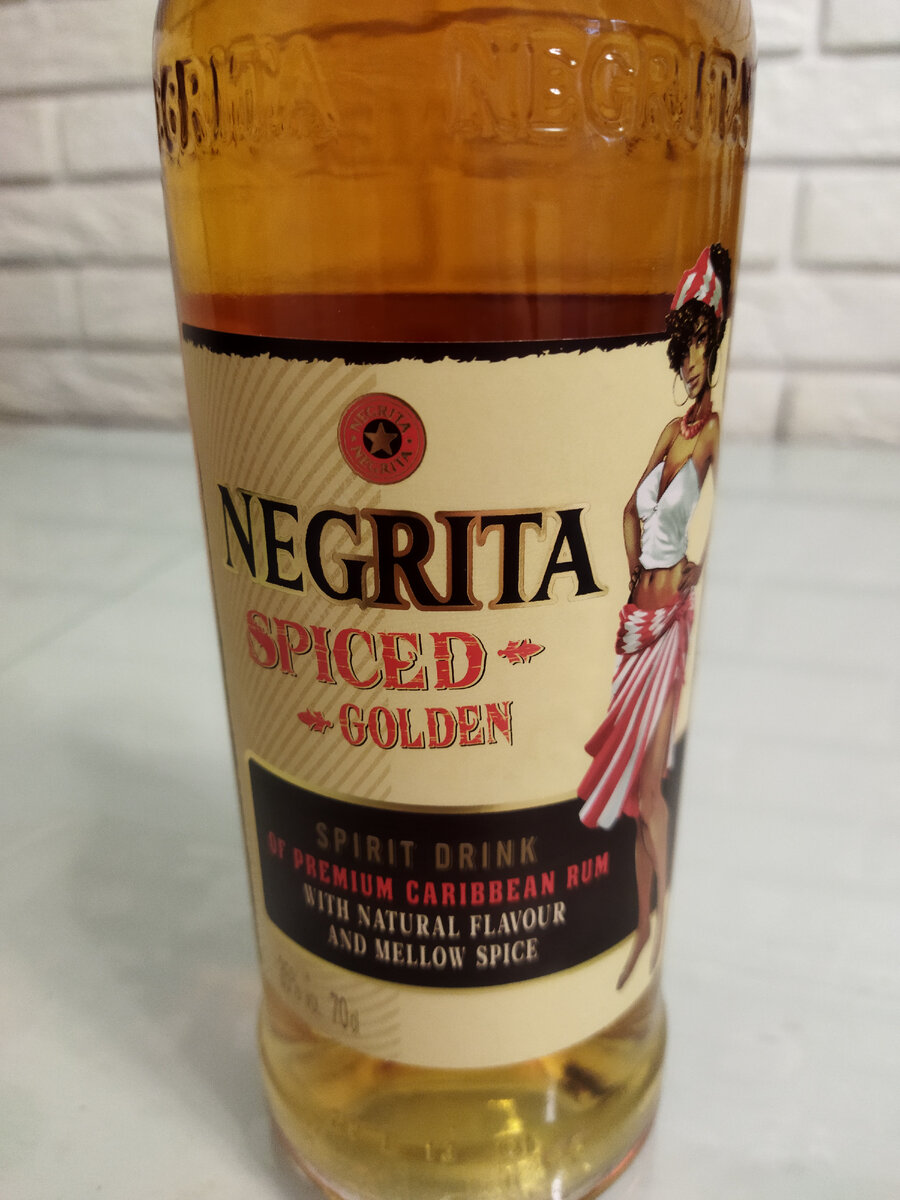 NEGRITA NEGRITA
NEGRITA
NEGRITA
NEGRITA
SPICED
GOLDEN
SPIRIT DRINK
OF PREMIUM CARIBBEAN RUM
WITH NATURAL FLAVOUR
AND MELLOW SPICE
70cl